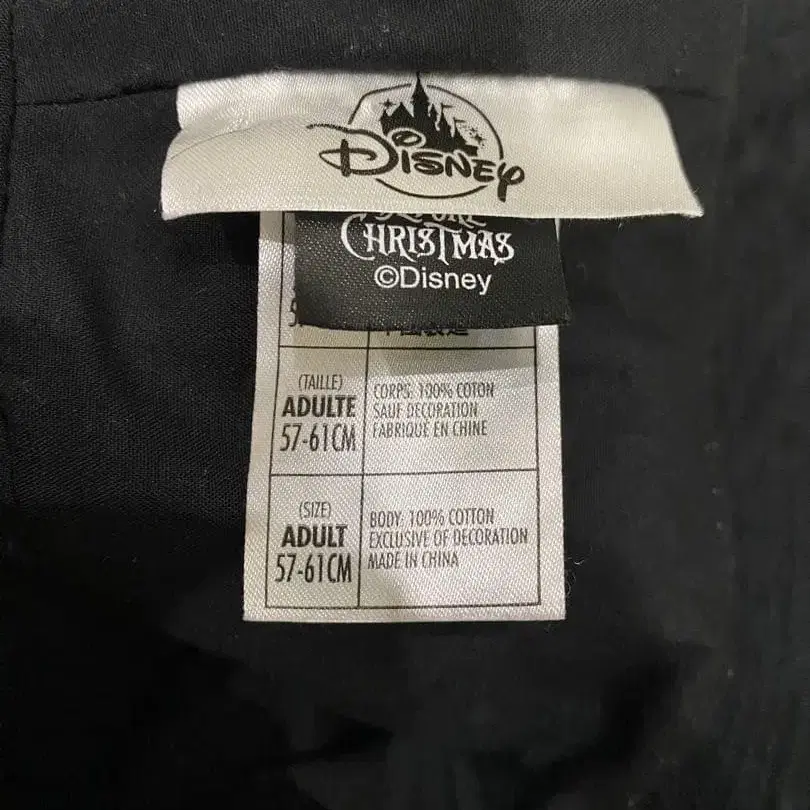 DISNEY
CHRISTMAS
©Disney
(TAILLE)
ADULTE
57-61CM
CORPS: 100% COTON
SAUF DECORATION
FABRIQUE EN CHINE
(SIZE)
ADULT
57-61CM
BODY: 100% COTTON
EXCLUSIVE OF DECORATION
MADE IN CHINA